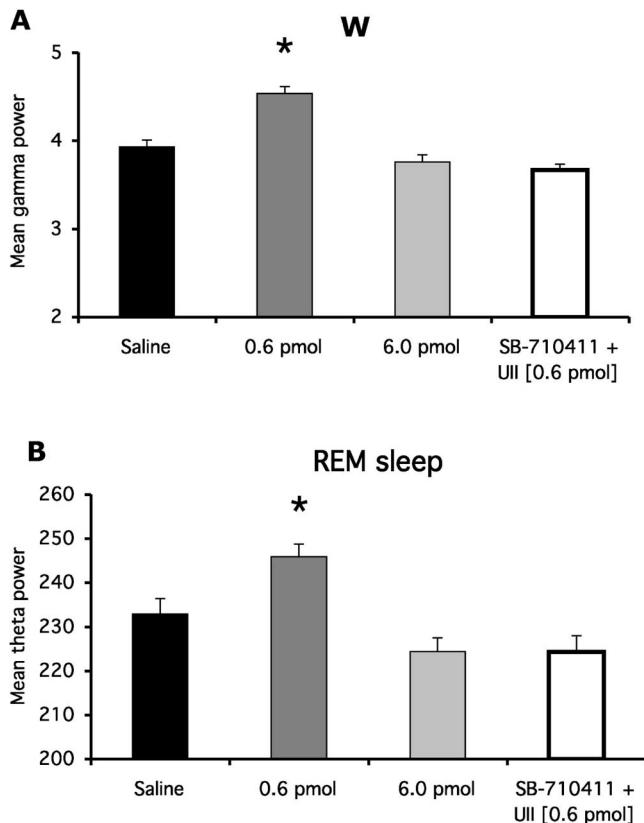 A
W
*
5
4
3
2
Mean gamma power
Saline
0.6 pmol
6.0 pmol
SB-710411 +
UII [0.6 pmol]
B
REM sleep
*
260
250
240
230
220
210
200
Mean theta power
Saline
0.6 pmol
6.0 pmol
SB-710411 +
UII [0.6 pmol]